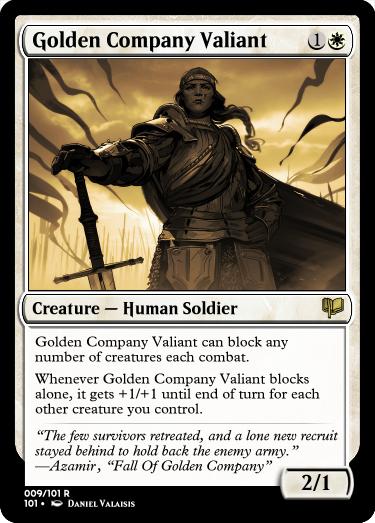 Golden Company Valiant 1
Creature — Human Soldier
Golden Company Valiant can block any
number of creatures each combat.
Whenever Golden Company Valiant blocks
alone, it gets +1/+1 until end of turn for each
other creature you control.
“The few survivors retreated, and a lone new recruit
stayed behind to hold back the enemy army.”
—Azamir, “Fall Of Golden Company”
2/1
009/101 R
101 • Daniel Valaisis